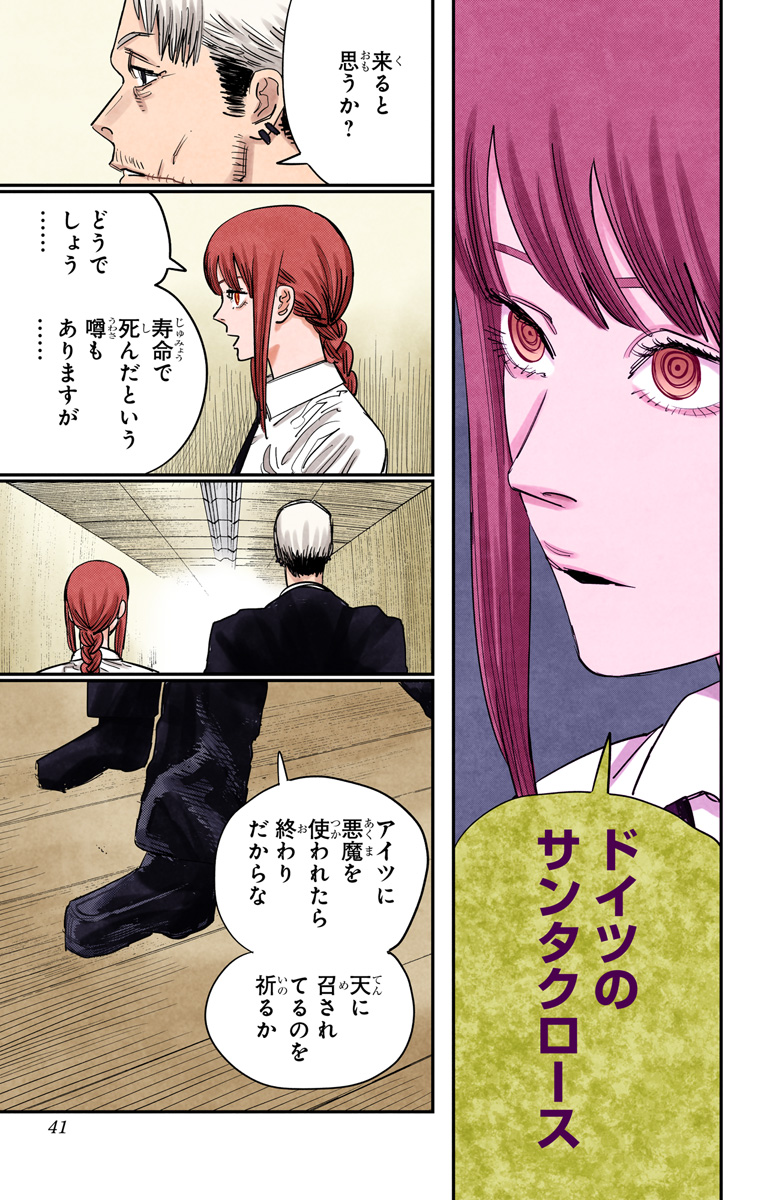 ドイツの
サンタクロース
来ると
思うか？
どうで
しょう
……
寿命で
死んだという
噂も
ありますが
……
アイツに
悪魔を
使われたら
終わり
だからな
天に
召され
てるのを
祈るか
41